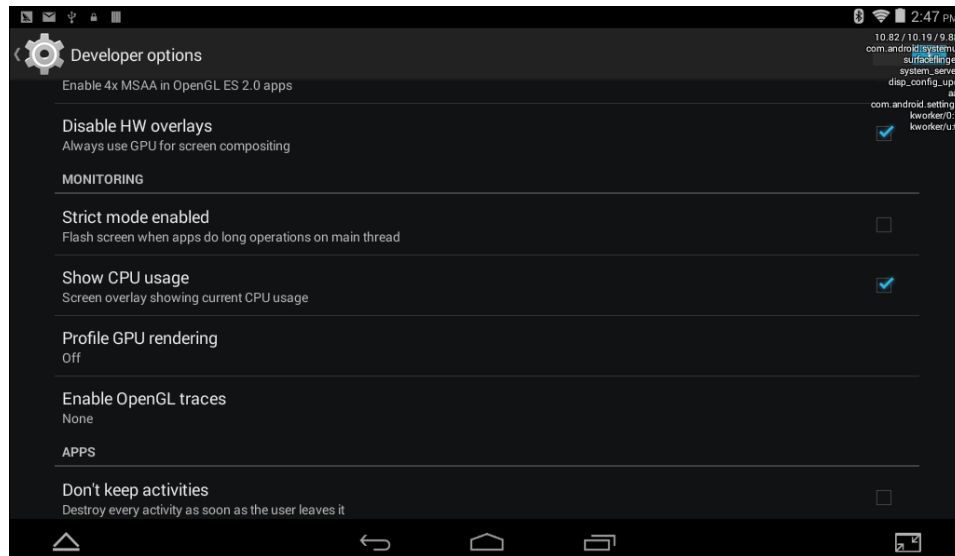 2:47 PM
10.82 / 10.19 / 9.8
Developer options
com.android.systemu
surfaceflinge
system_serve
disp_config_up
Enable 4x MSAA in OpenGL ES 2.0 apps
com.android.setting
kworker/0:
kworker/u:
Disable HW overlays
Always use GPU for screen compositing
MONITORING
Strict mode enabled
Flash screen when apps do long operations on main thread
Show CPU usage
Screen overlay showing current CPU usage
Profile GPU rendering
Off
Enable OpenGL traces
None
APPS
Don't keep activities
Destroy every activity as soon as the user leaves it